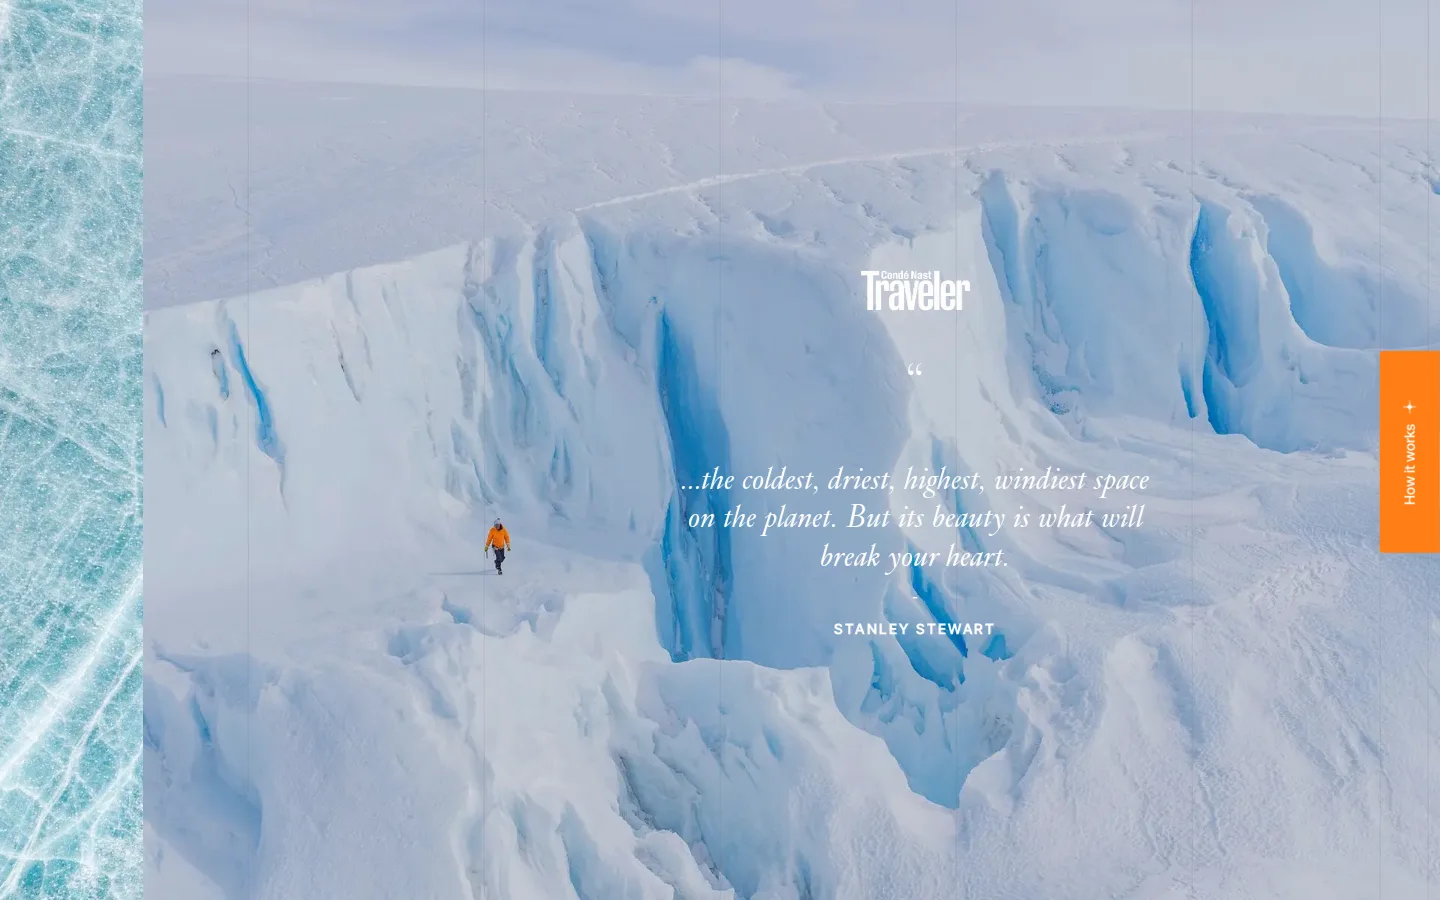 Condé Nast
Traveler
“
...the coldest, driest, highest, windiest space
on the planet. But its beauty is what will
break your heart.
-
STANLEY STEWART
How it works